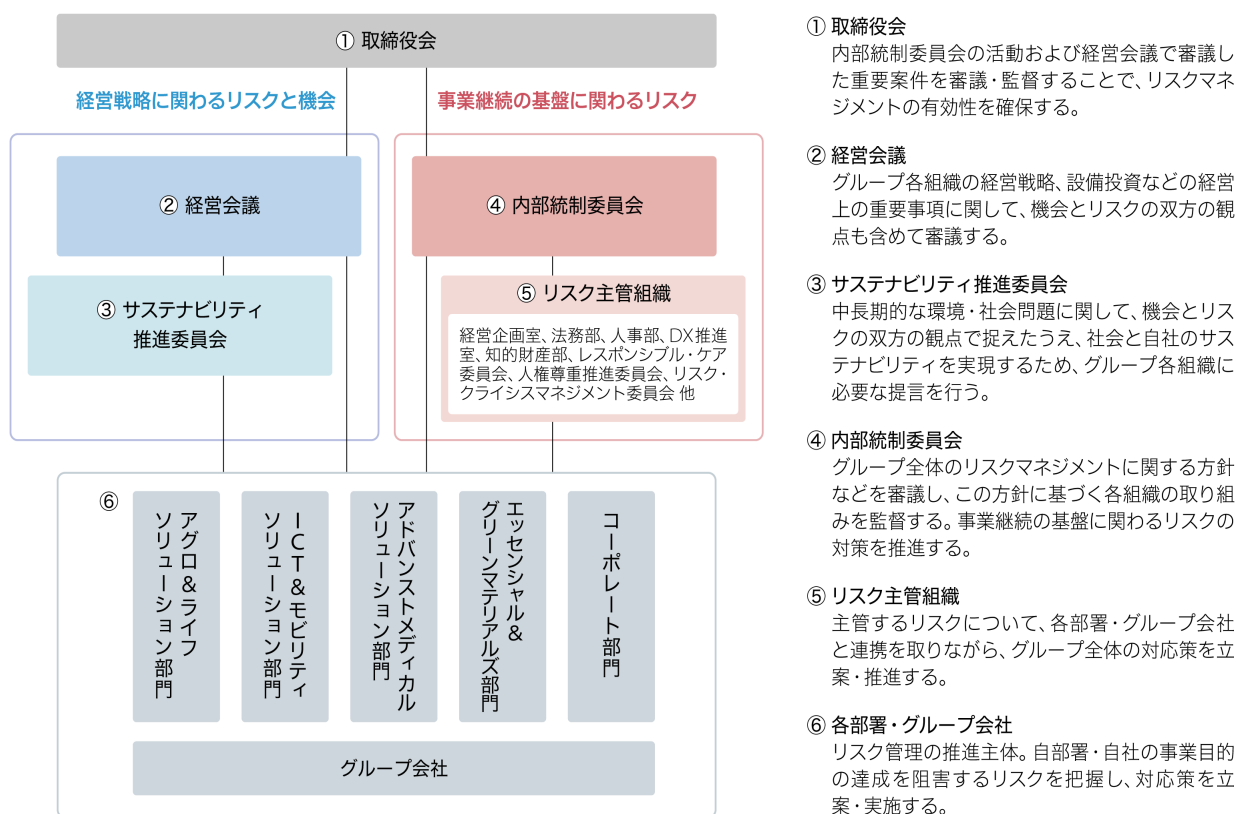 ① 取締役会
経営戦略に関わるリスクと機会
事業継続の基盤に関わるリスク
② 経営会議
③ サステナビリティ
推進委員会
④ 内部統制委員会
⑤ リスク主管組織
経営企画室、法務部、人事部、DX推進
室、知的財産部、レスポンシブル・ケア
委員会、人権尊重推進委員会、リスク・
クライシスマネジメント委員会 他
⑥
アグロ&ライフ
ソリューション部門
ICT&モビリティ
ソリューション部門
アドバンストメディカル
ソリューション部門
エッセンシャル&
グリーンマテリアルズ部門
コーポレート部門
グループ会社
① 取締役会
内部統制委員会の活動および経営会議で審議し
た重要案件を審議・監督することで、リスクマネ
ジメントの有効性を確保する。
② 経営会議
グループ各組織の経営戦略、設備投資などの経営
上の重要事項に関して、機会とリスクの双方の観
点も含めて審議する。
③ サステナビリティ推進委員会
中長期的な環境・社会問題に関して、機会とリス
クの双方の観点で捉えたうえ、社会と自社のサス
テナビリティを実現するため、グループ各組織に
必要な提言を行う。
④ 内部統制委員会
グループ全体のリスクマネジメントに関する方針
などを審議し、この方針に基づく各組織の取り組
みを監督する。事業継続の基盤に関わるリスクの
対策を推進する。
⑤ リスク主管組織
主管するリスクについて、各部署・グループ会社
と連携を取りながら、グループ全体の対応策を立
案・推進する。
⑥ 各部署・グループ会社
リスク管理の推進主体。自部署・自社の事業目的
の達成を阻害するリスクを把握し、対応策を立
案・実施する。